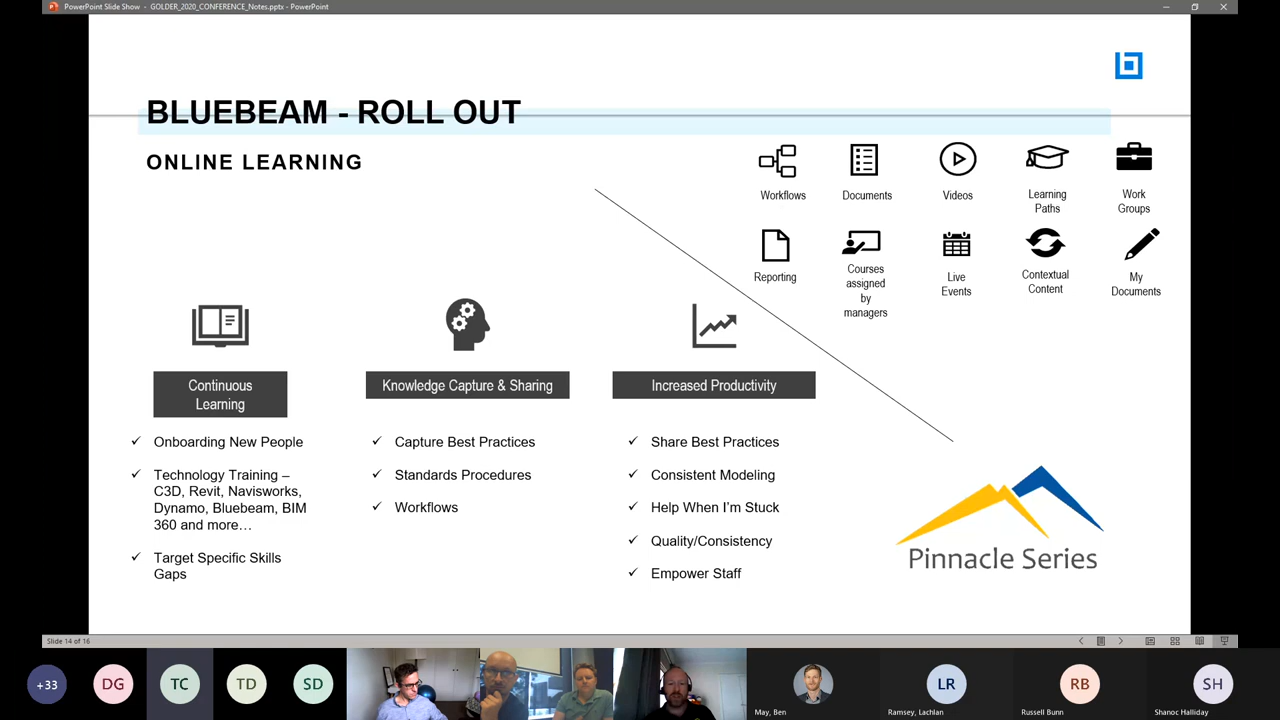 PowerPoint Slide Show - GOLDER_2020_CONFERENCE_Notes.pptx - PowerPoint
BLUEBEAM - ROLL OUT
ONLINE LEARNING
Workflows
Documents
Videos
Learning
Paths
Work
Groups
Reporting
Courses
assigned
by
managers
Live
Events
Contextual
Content
My
Documents
Continuous
Learning
Onboarding New People
Technology Training –
C3D, Revit, Navisworks,
Dynamo, Bluebeam, BIM
360 and more…
Target Specific Skills
Gaps
Knowledge Capture & Sharing
Capture Best Practices
Standards Procedures
Workflows
Increased Productivity
Share Best Practices
Consistent Modeling
Help When I'm Stuck
Quality/Consistency
Empower Staff
Pinnacle Series
Slide 14 of 16
+33
DG
TC
TD
SD
May, Ben
LR
Ramsey, Lachlan
RB
Russell Bunn
SH
Shanoc Halliday